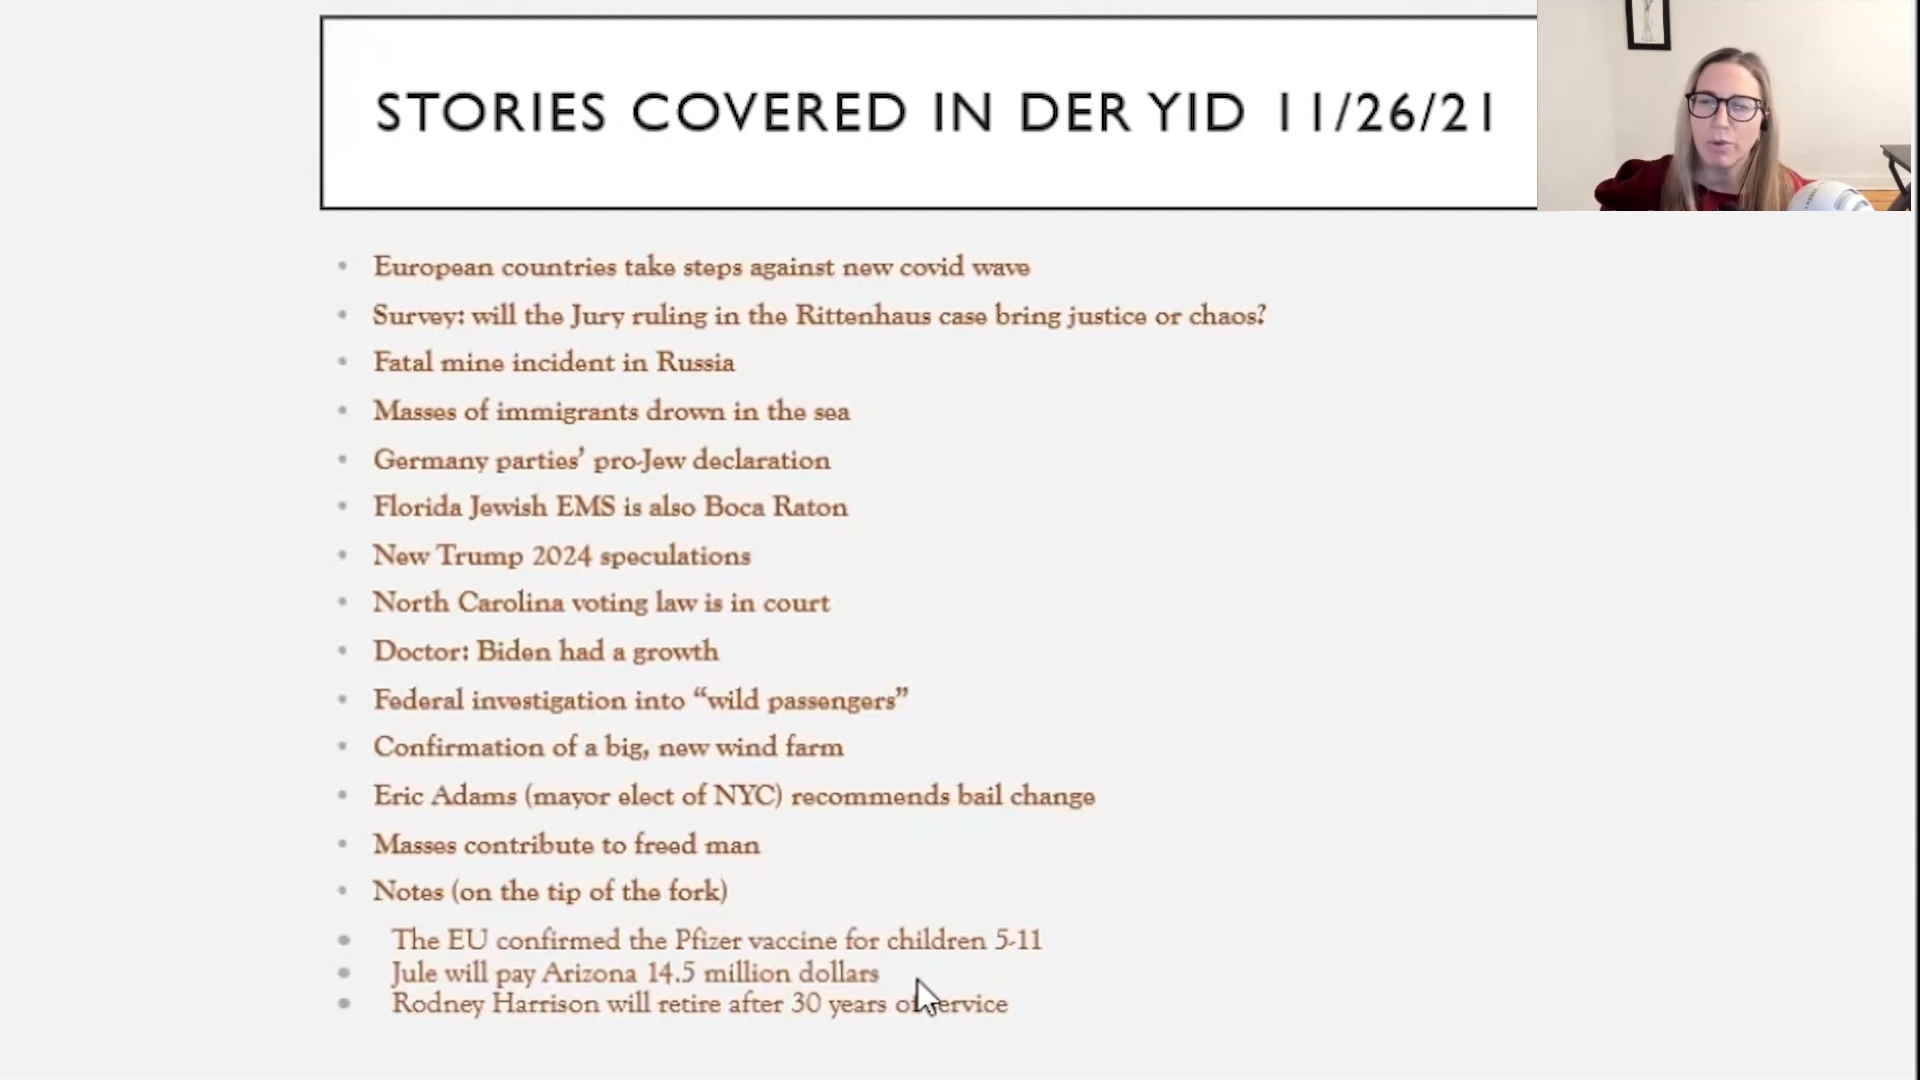 STORIES COVERED IN DER YID 11/26/21
European countries take steps against new covid wave
Survey: will the Jury ruling in the Rittenhaus case bring justice or chaos?
Fatal mine incident in Russia
Masses of immigrants drown in the sea
Germany parties’ pro-Jew declaration
Florida Jewish EMS is also Boca Raton
New Trump 2024 speculations
North Carolina voting law is in court
Doctor: Biden had a growth
Federal investigation into “wild passengers”
Confirmation of a big, new wind farm
Eric Adams (mayor elect of NYC) recommends bail change
Masses contribute to freed man
Notes (on the tip of the fork)
The EU confirmed the Pfizer vaccine for children 5-11
Jule will pay Arizona 14.5 million dollars
Rodney Harrison will retire after 30 years of service